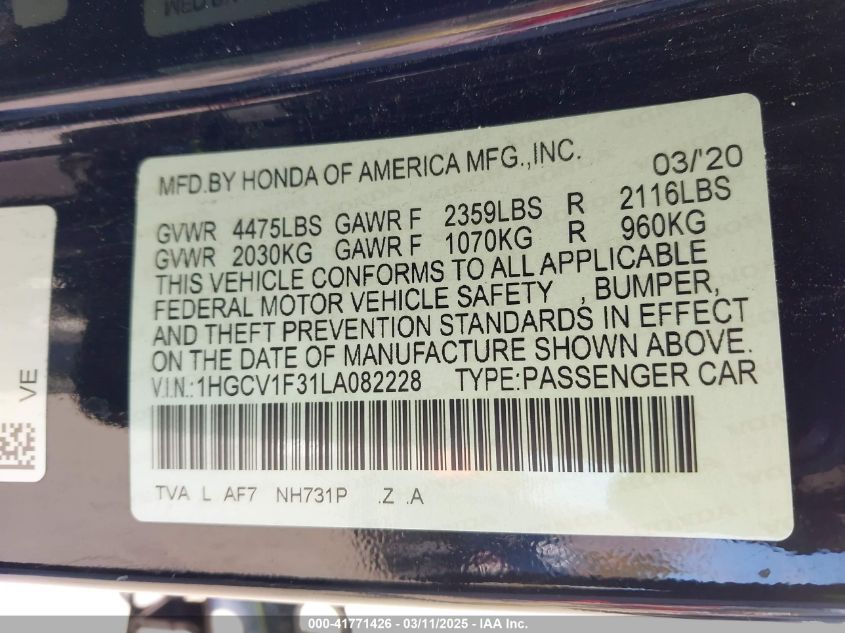 MFD.BY HONDA OF AMERICA MFG.,INC. 03/'20
GVWR 4475LBS GAWR F 2359LBS R 2116LBS
GVWR 2030KG GAWR F 1070KG R 960KG
THIS VEHICLE CONFORMS TO ALL APPLICABLE
FEDERAL MOTOR VEHICLE SAFETY , BUMPER,
AND THEFT PREVENTION STANDARDS IN EFFECT
ON THE DATE OF MANUFACTURE SHOWN ABOVE.
V.I.N.:1HGCV1F31LA082228 TYPE:PASSENGER CAR
TVA L AF7 NH731P .Z .A
VE
000-41771426 - 03/11/2025 - IAA Inc.